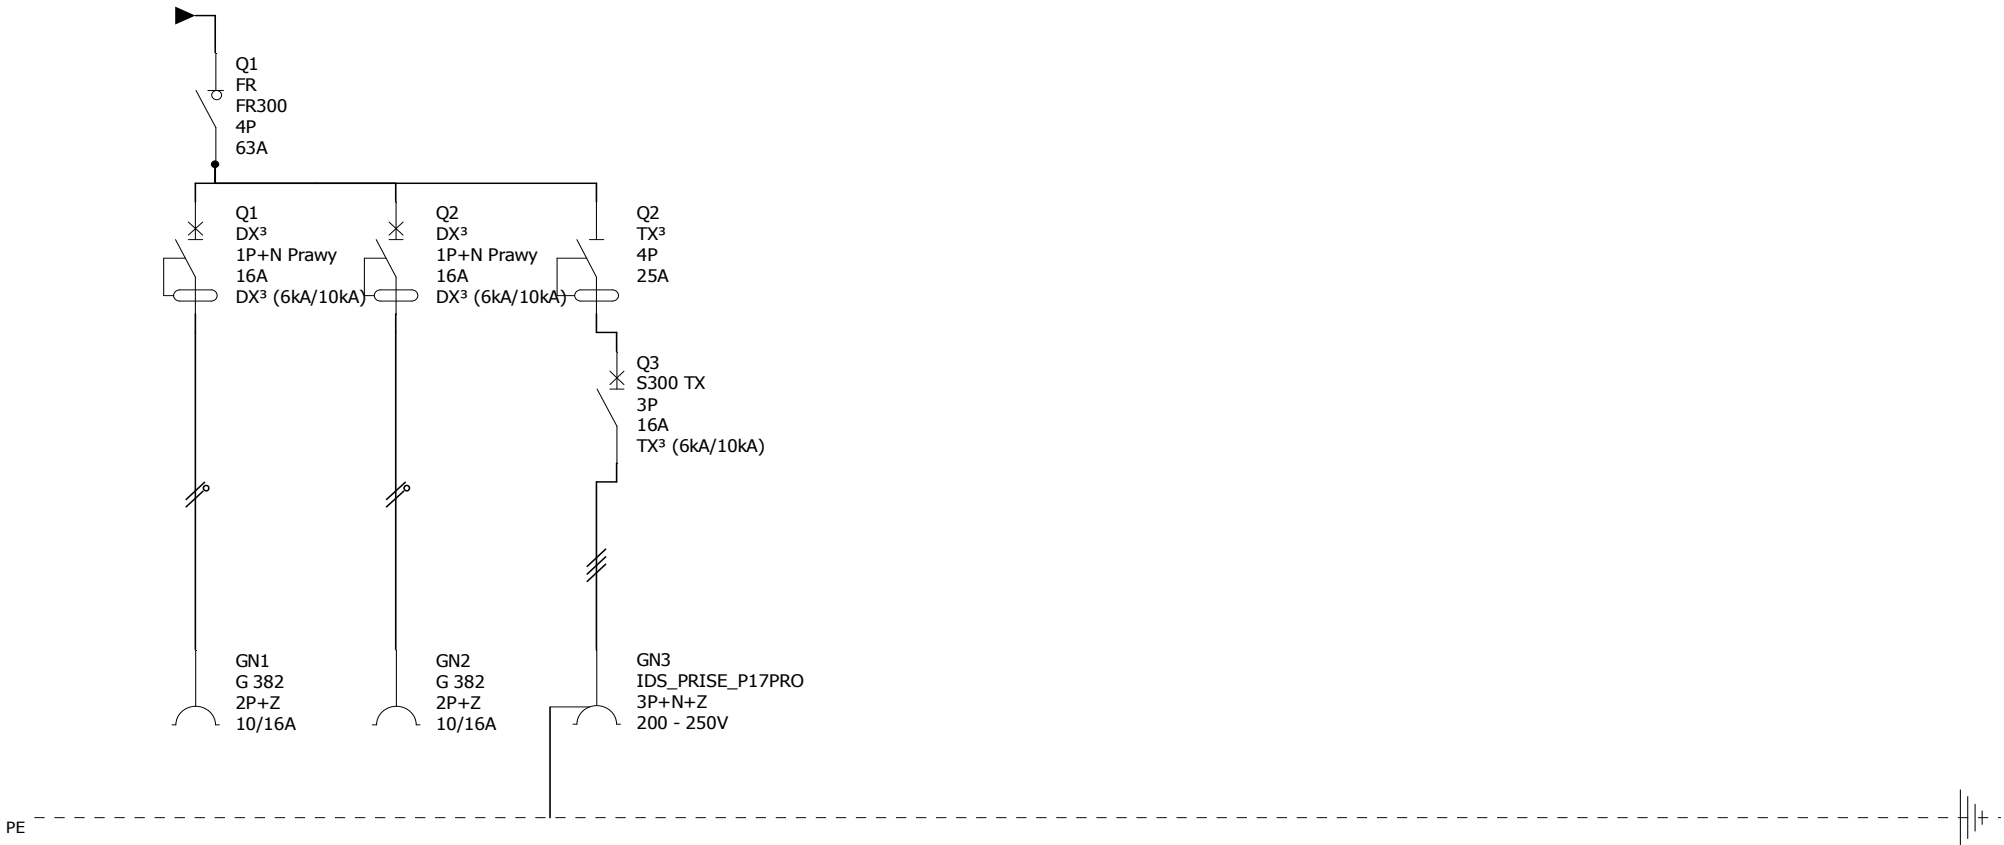 Q1
FR
FR300
4P
63A
Q1
DX³
1P+N Prawy
16A
DX³ (6kA/10kA)
Q2
DX³
1P+N Prawy
16A
DX³ (6kA/10kA)
Q2
TX³
4P
25A
Q3
S300 TX
3P
16A
TX³ (6kA/10kA)
GN1
G 382
2P+Z
10/16A
GN2
G 382
2P+Z
10/16A
GN3
IDS_PRISE_P17PRO
3P+N+Z
200 - 250V
PE